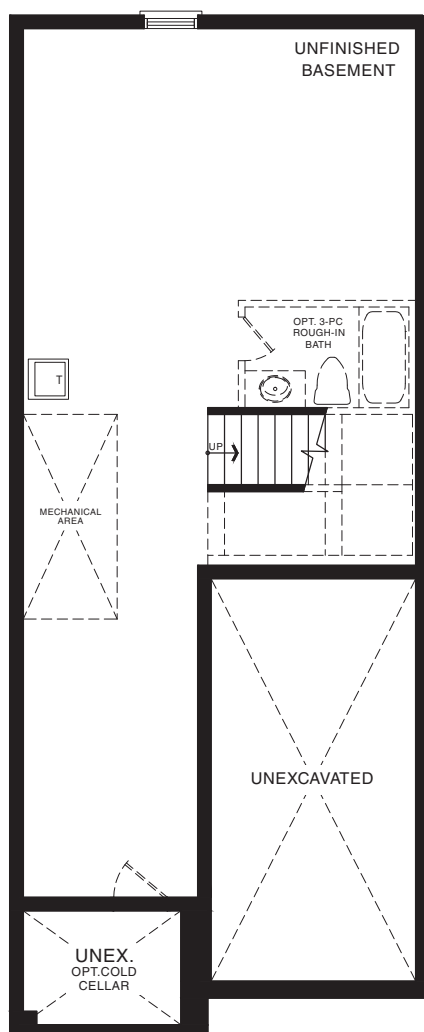 UNFINISHED
BASEMENT
OPT. 3-PC
ROUGH-IN
BATH
T
UP
MECHANICAL
AREA
UNEXCAVATED
UNEX.
OPT.COLD
CELLAR